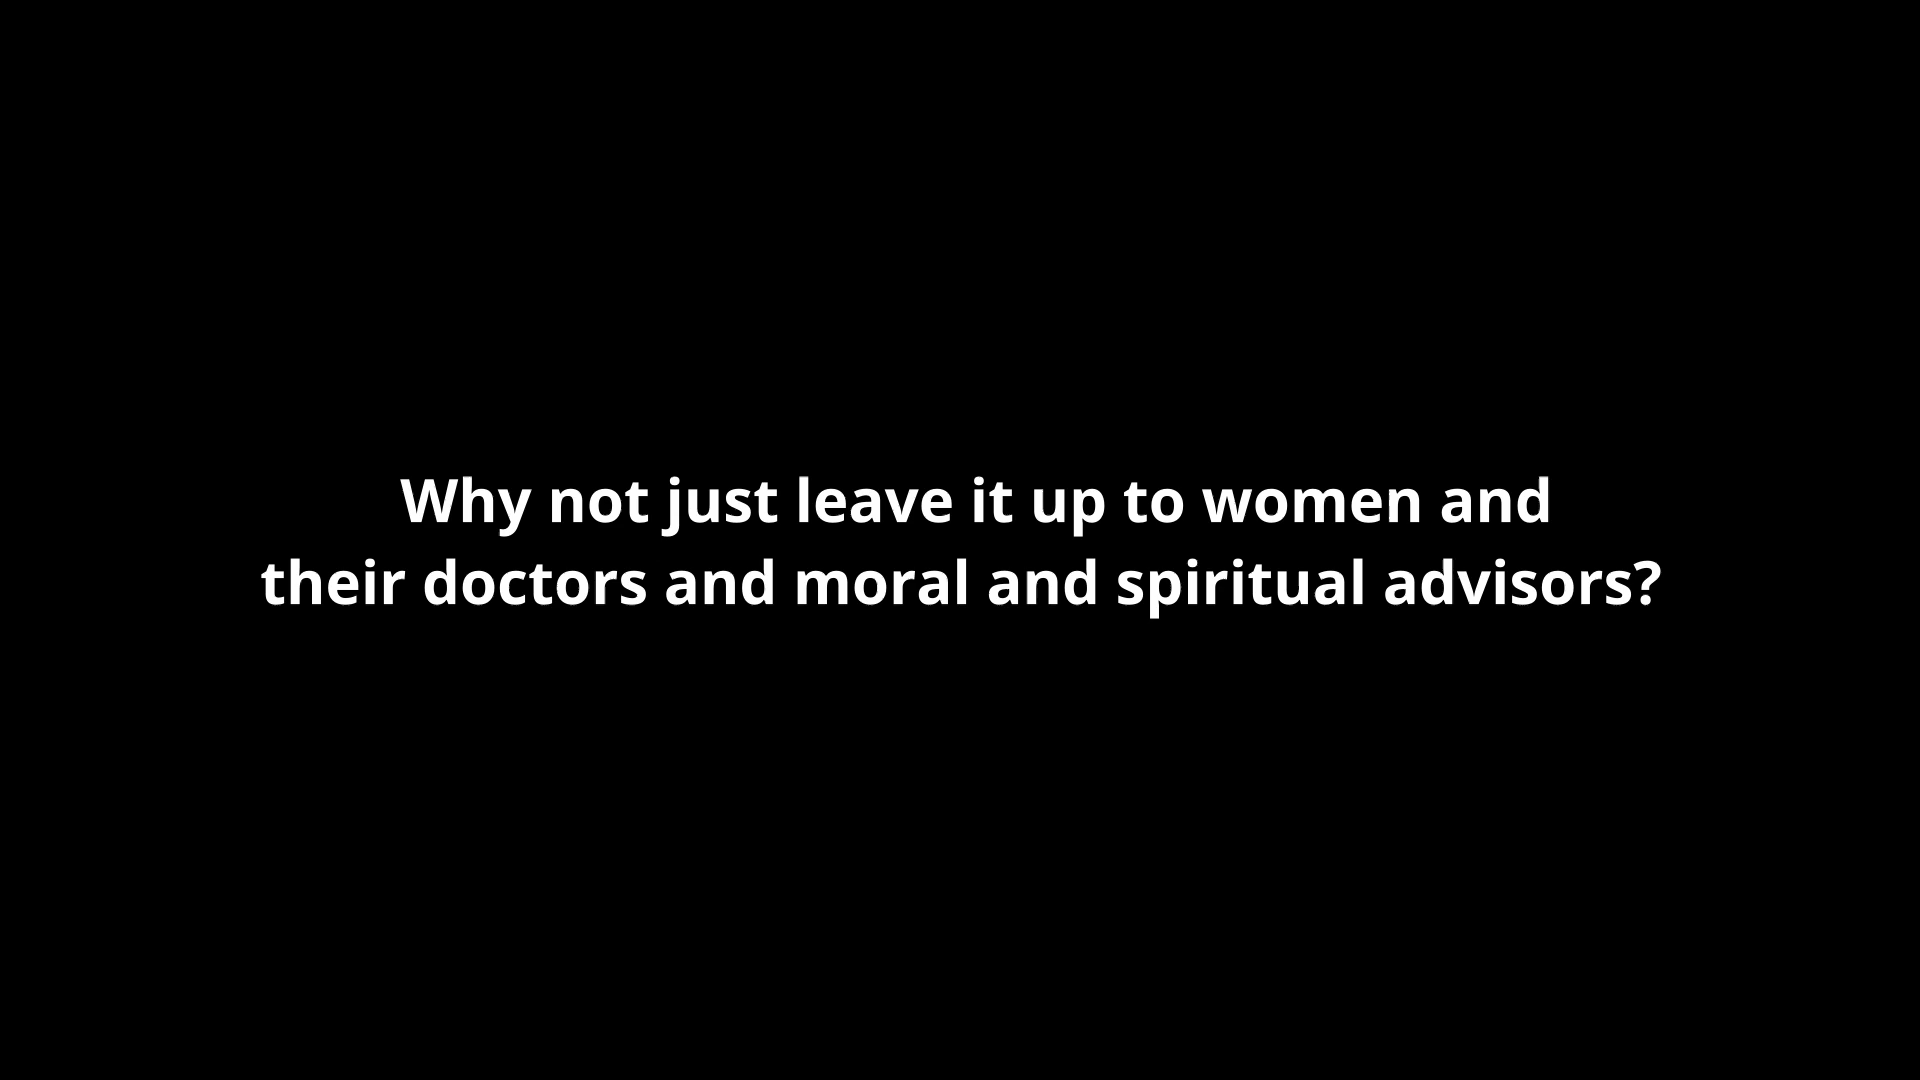 Why not just leave it up to women and
their doctors and moral and spiritual advisors?